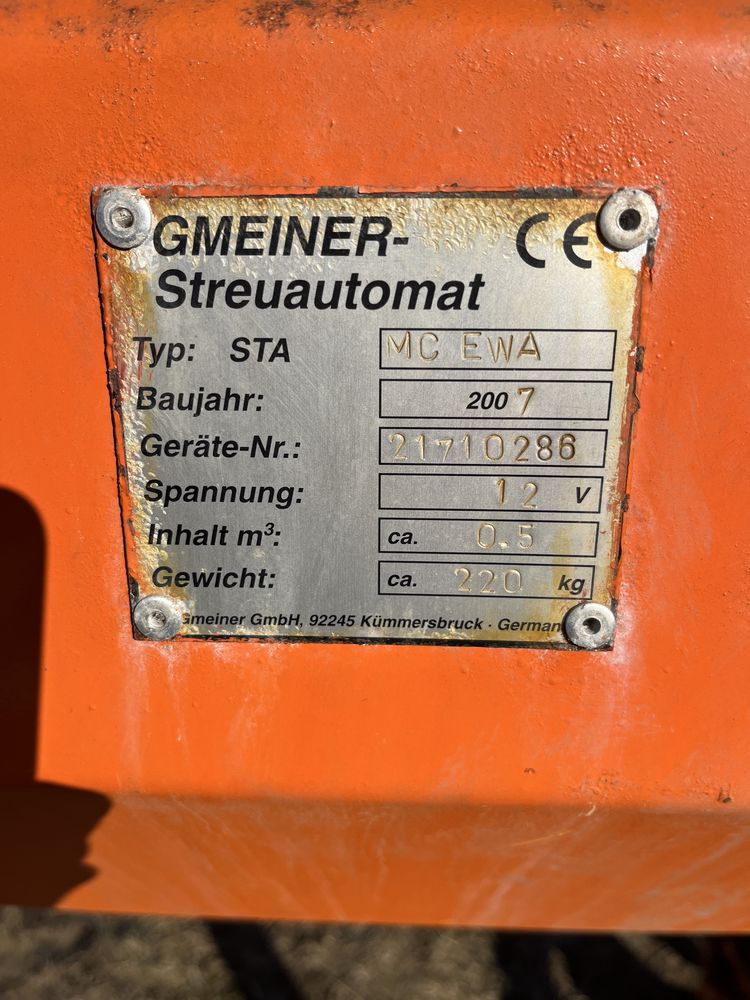 GMEINER- CE
Streuautomat
Typ: STA MC EWA
Baujahr: 2007
Geräte-Nr.: 21710286
Spannung: 12 V
Inhalt m³: ca. 0.5
Gewicht: ca. 220 kg
Gmeiner GmbH, 92245 Kümmersbruck · German